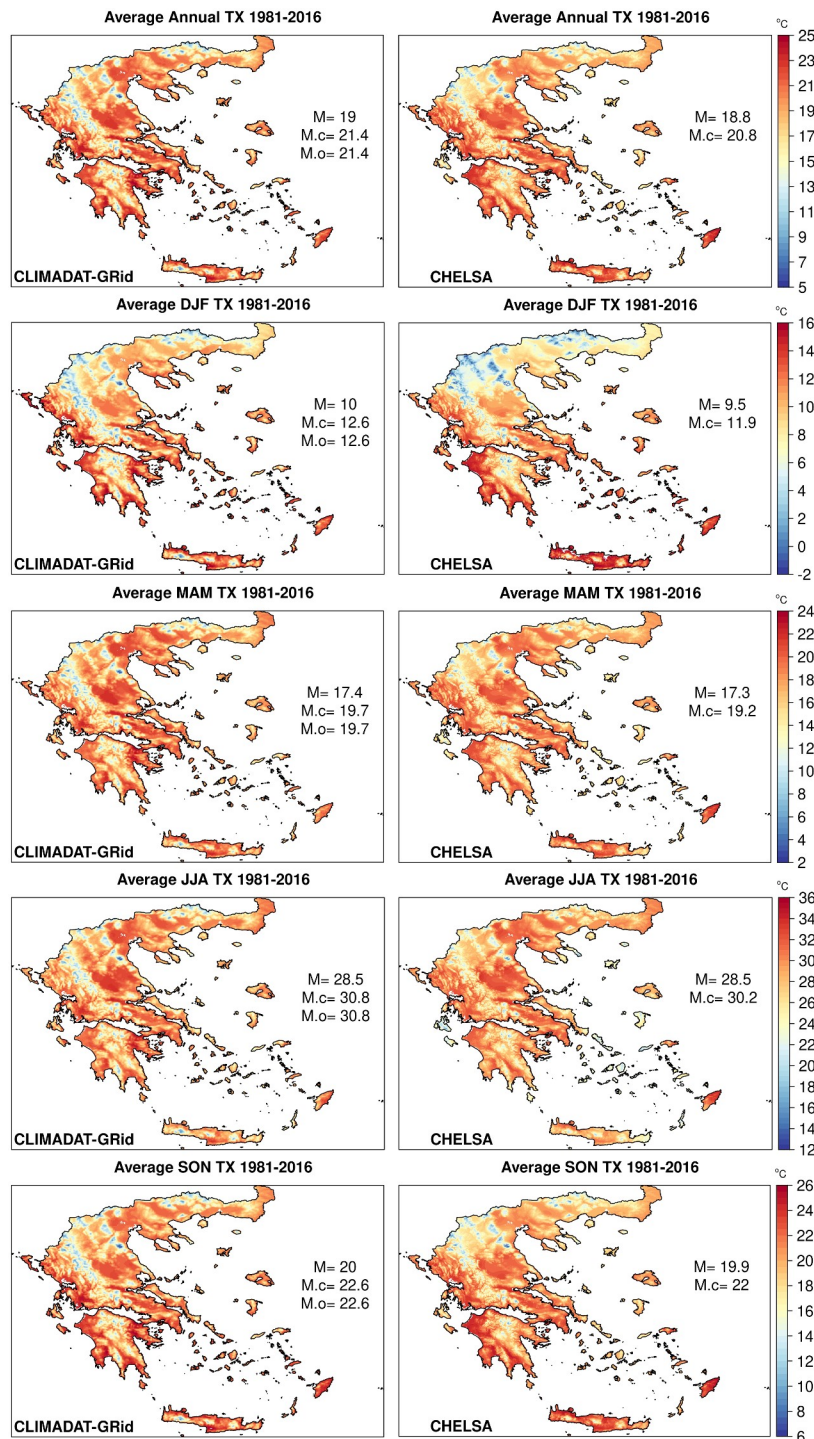 Average Annual TX 1981-2016
M= 19
M.c= 21.4
M.o= 21.4
CLIMADAT-GRid
Average Annual TX 1981-2016
M= 18.8
M.c= 20.8
CHELSA
°C
25
23
21
19
17
15
13
11
9
7
5
Average DJF TX 1981-2016
M= 10
M.c= 12.6
M.o= 12.6
CLIMADAT-GRid
Average DJF TX 1981-2016
M= 9.5
M.c= 11.9
CHELSA
°C
16
14
12
10
8
6
4
2
0
-2
Average MAM TX 1981-2016
M= 17.4
M.c= 19.7
M.o= 19.7
CLIMADAT-GRid
Average MAM TX 1981-2016
M= 17.3
M.c= 19.2
CHELSA
°C
24
22
20
18
16
14
12
10
8
6
4
2
Average JJA TX 1981-2016
M= 28.5
M.c= 30.8
M.o= 30.8
CLIMADAT-GRid
Average JJA TX 1981-2016
M= 28.5
M.c= 30.2
CHELSA
°C
36
34
32
30
28
26
24
22
20
18
16
14
12
Average SON TX 1981-2016
M= 20
M.c= 22.6
M.o= 22.6
CLIMADAT-GRid
Average SON TX 1981-2016
M= 19.9
M.c= 22
CHELSA
°C
26
24
22
20
18
16
14
12
10
8
6